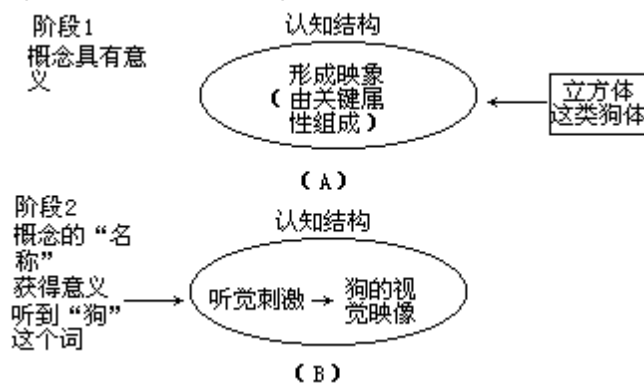 阶段1
概念具有意
义
认知结构
形成映象
（由关键属
性组成）
立方体
这类狗体
（A）
阶段2
概念的“名
称”
获得意义
听到“狗”
这个词
认知结构
听觉刺激→狗的视
觉映像
（B）